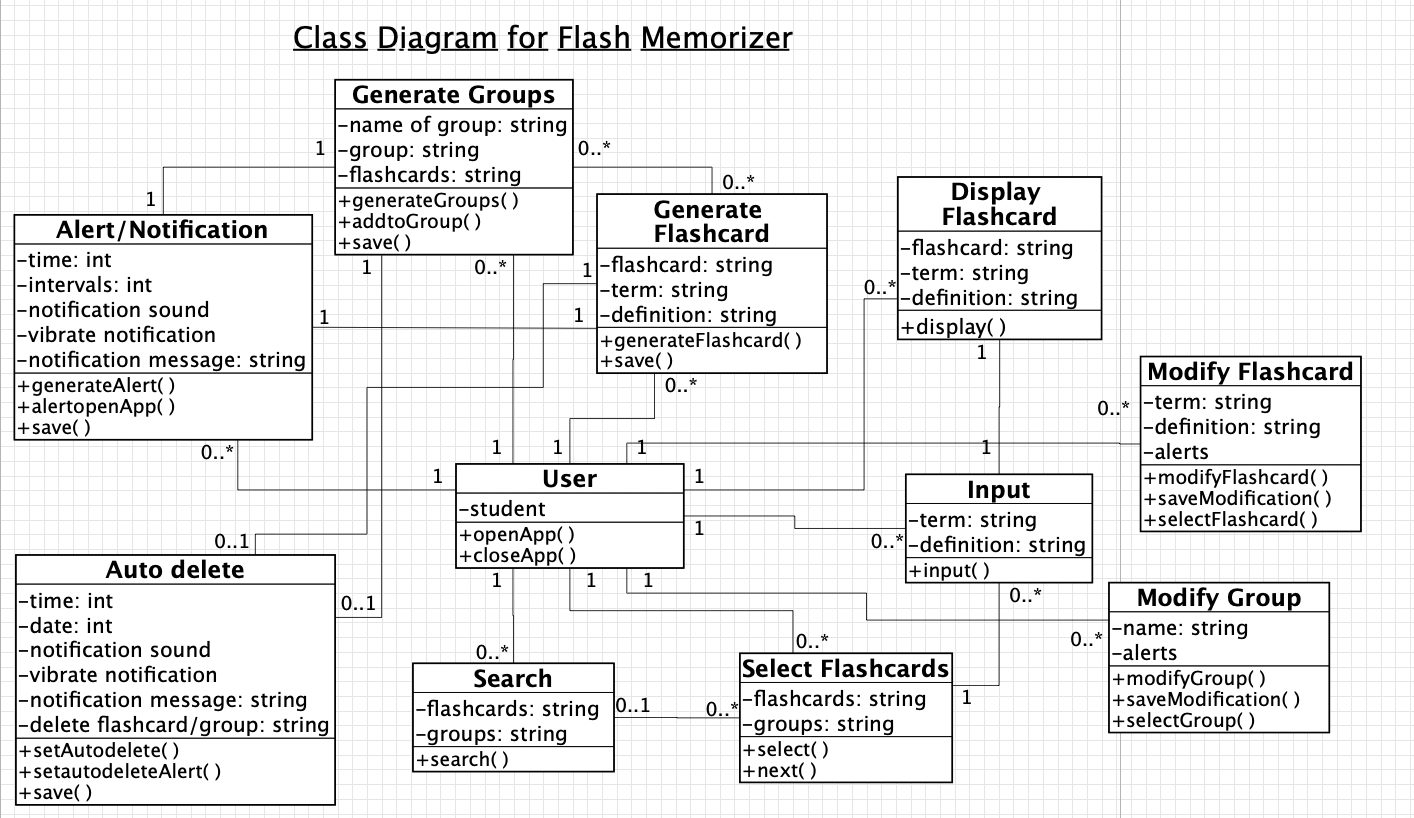 Class Diagram for Flash Memorizer
Generate Groups
-name of group: string
-group: string
-flashcards: string
+generateGroups()
+addtoGroup()
+save()
1
1
0..*
0..*
1
0..*
Alert/Notification
-time: int
-intervals: int
-notification sound
-vibrate notification
-notification message: string
+generateAlert()
+alertopenApp()
+save()
1
0..*
Generate
Flashcard
-flashcard: string
-term: string
-definition: string
+generateFlashcard()
+save()
1
1
0..*
Display
Flashcard
-flashcard: string
-term: string
-definition: string
+display()
0..*
1
Modify Flashcard
-term: string
-definition: string
-alerts
+modifyFlashcard()
+saveModification()
+selectFlashcard()
0..*
1
1
1
1
1
1
User
-student
+openApp()
+closeApp()
1
1
1
1
Input
-term: string
-definition: string
+input()
0..*
0..*
Auto delete
-time: int
-date: int
-notification sound
-vibrate notification
-notification message: string
-delete flashcard/group: string
+setAutodelete()
+setautodeleteAlert()
+save()
0..1
0..1
Search
-flashcards: string
-groups: string
+search()
0..*
0..1
Select Flashcards
-flashcards: string
-groups: string
+select()
+next()
0..*
0..*
1
Modify Group
-name: string
-alerts
+modifyGroup()
+saveModification()
+selectGroup()
0..*